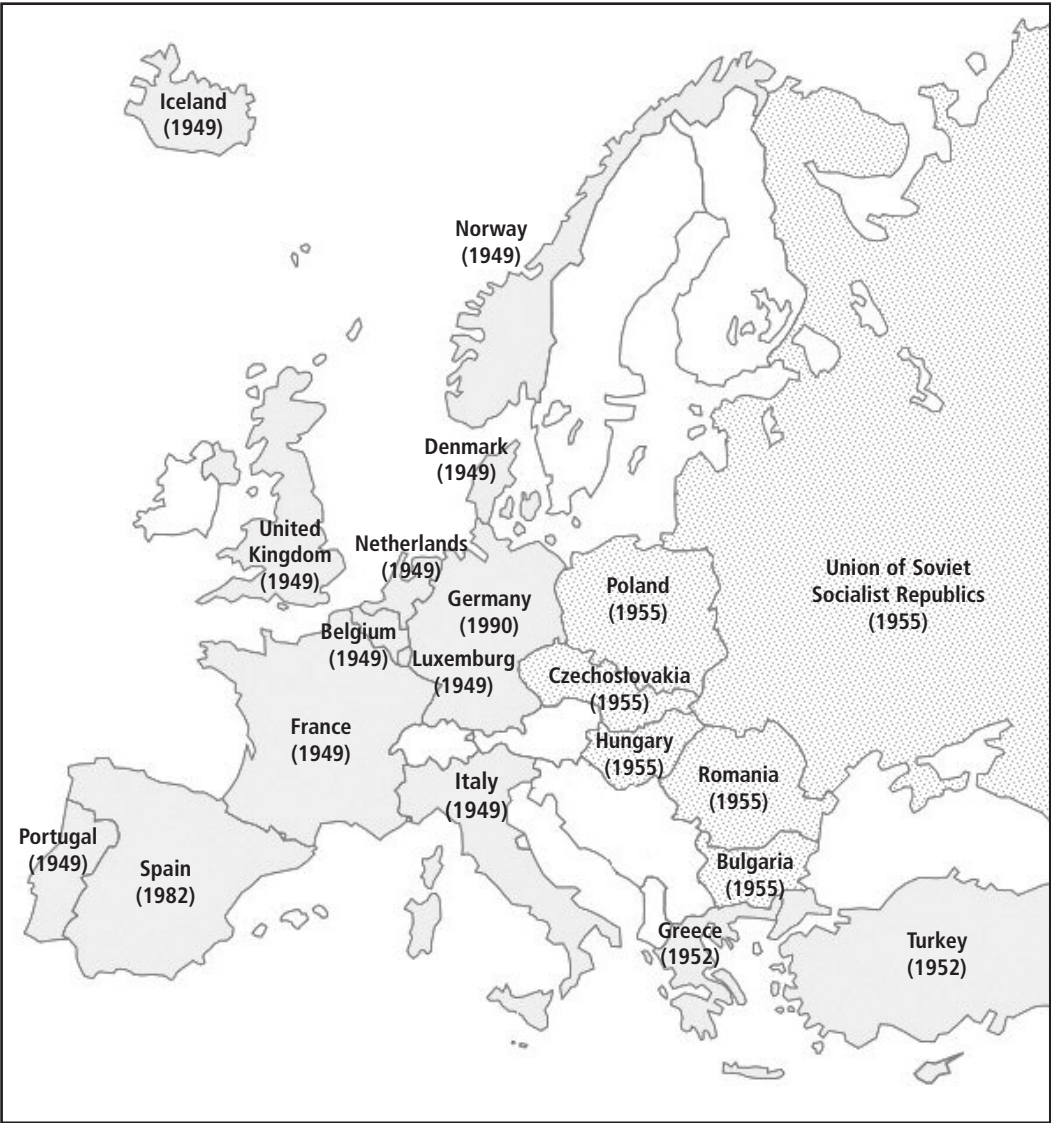 Iceland
(1949)
Norway
(1949)
Denmark
(1949)
United
Kingdom
(1949)
Netherlands
(1949)
Germany
(1990)
Poland
(1955)
Union of Soviet
Socialist Republics
(1955)
Belgium
(1949)
Luxemburg
(1949)
Czechoslovakia
(1955)
France
(1949)
Hungary
(1955)
Italy
(1949)
Romania
(1955)
Portugal
(1949)
Spain
(1982)
Bulgaria
(1955)
Greece
(1952)
Turkey
(1952)